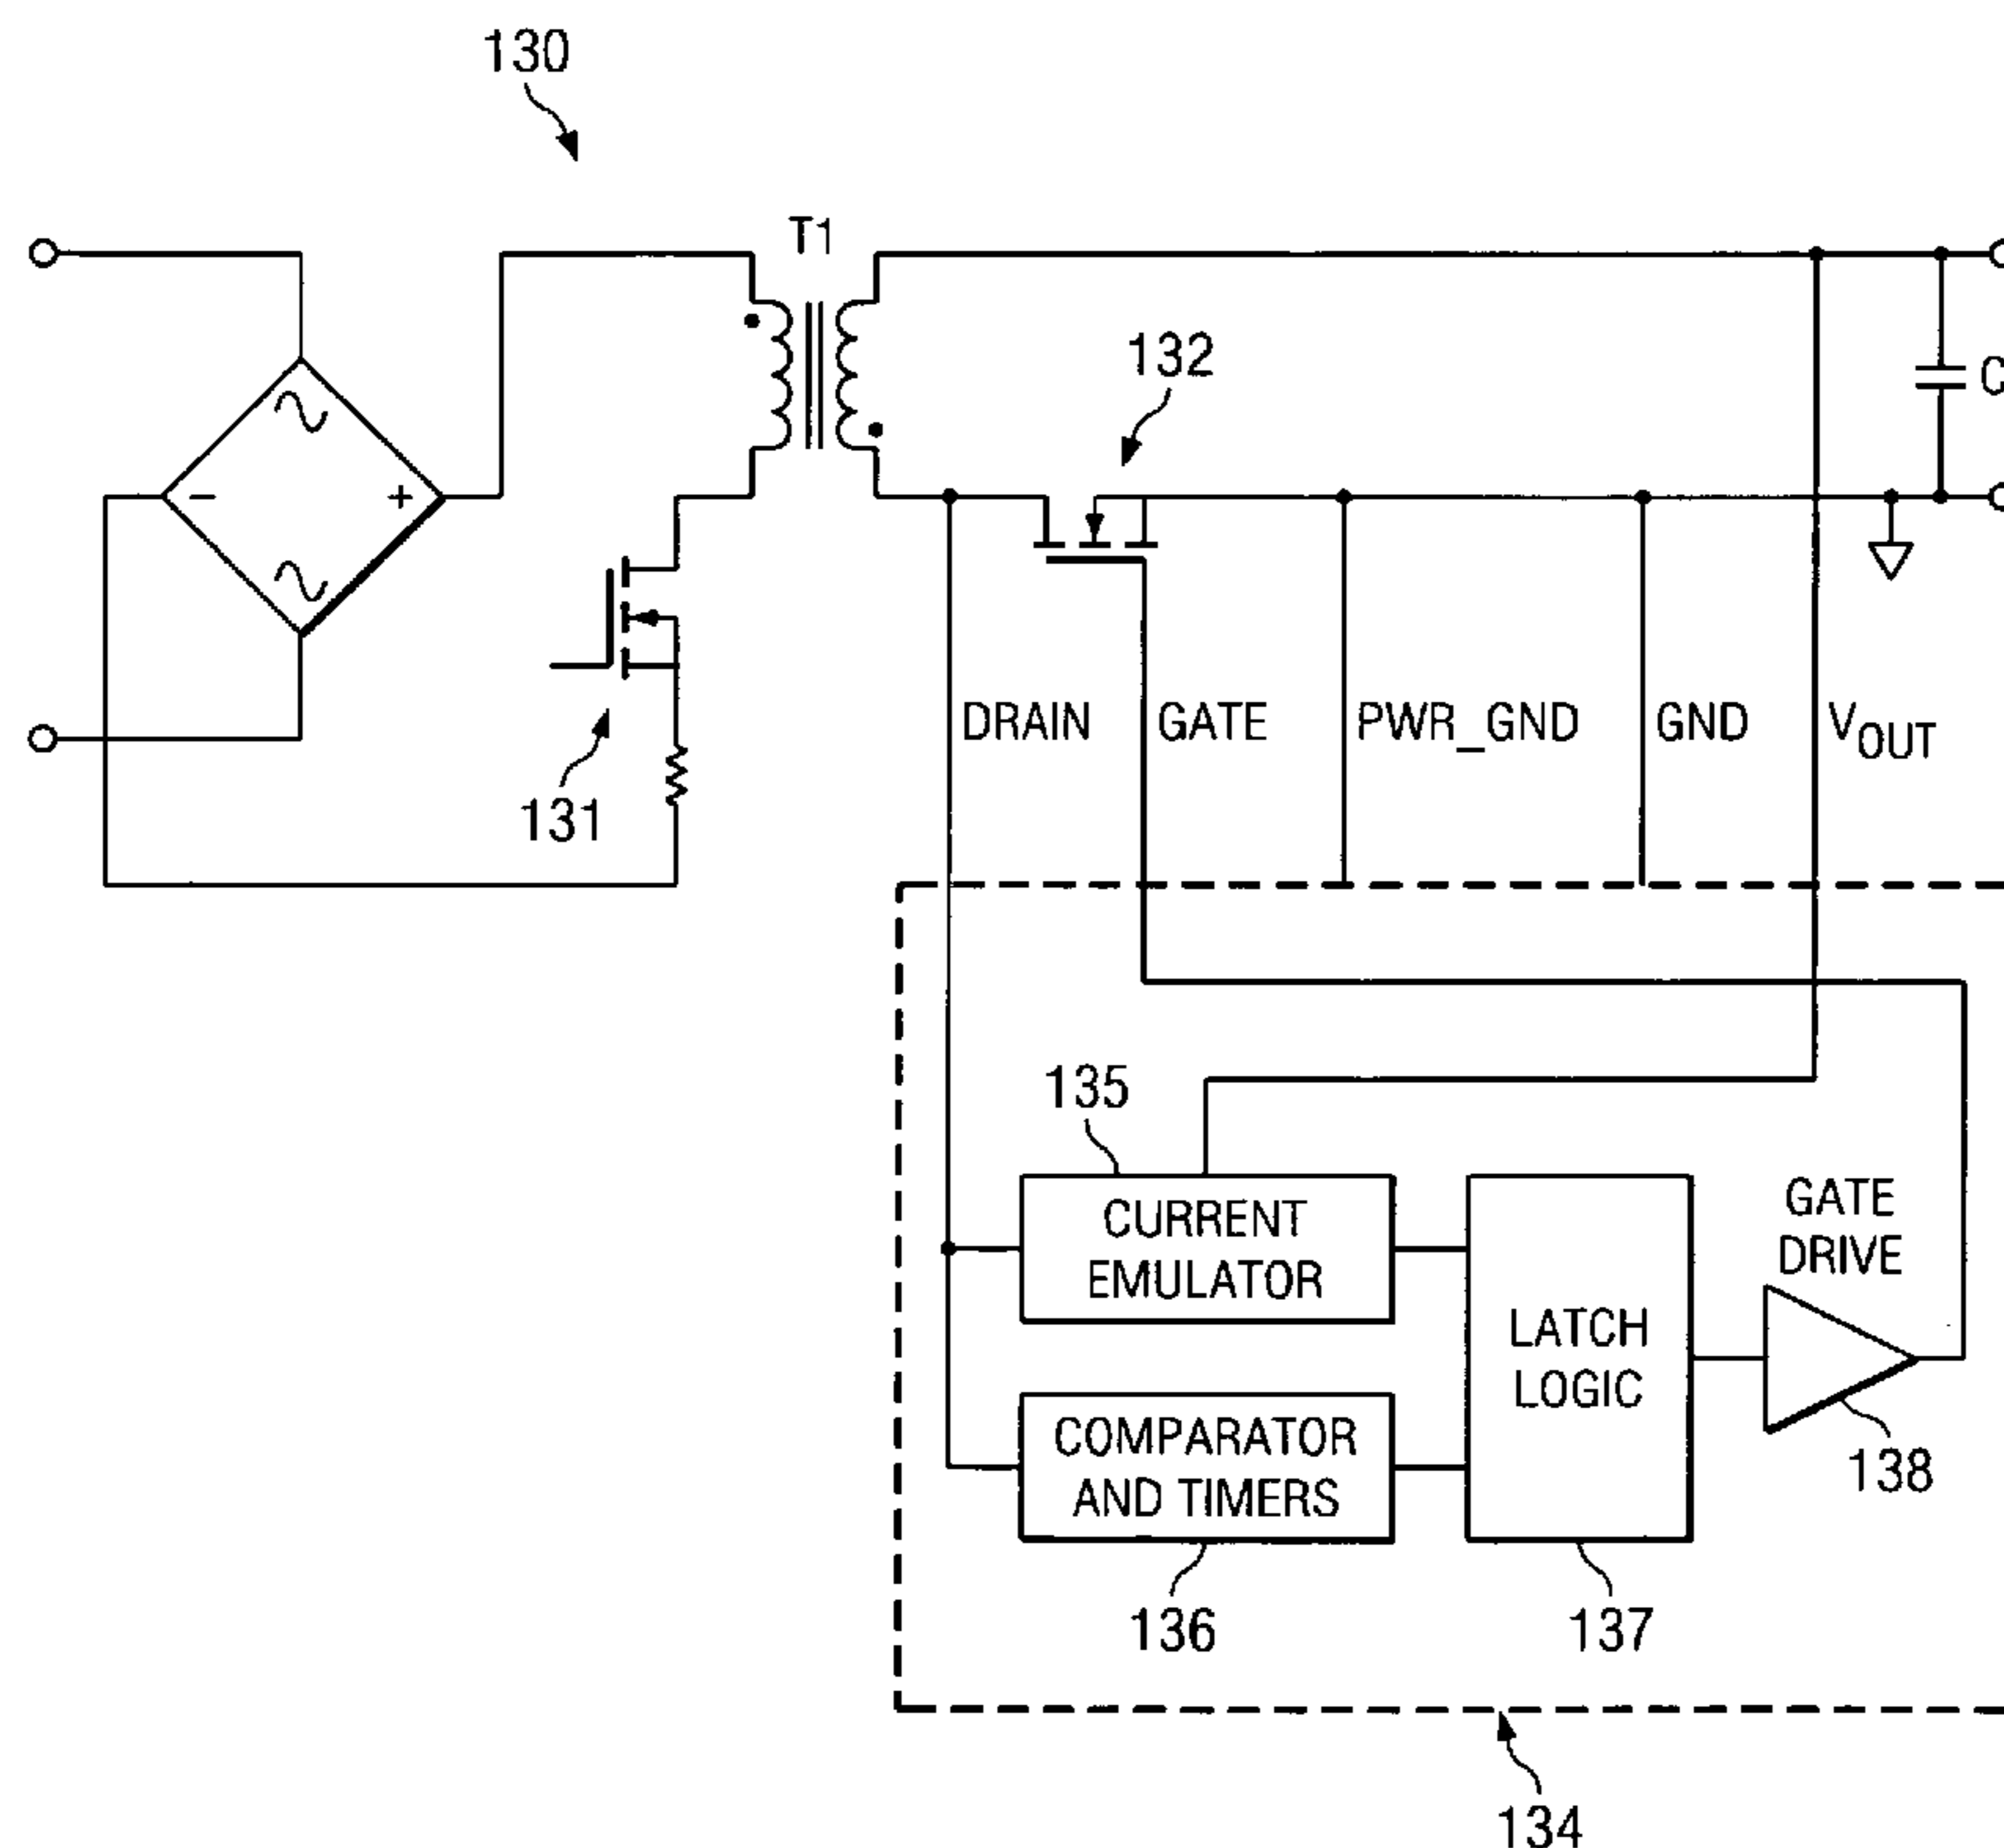 130
T1
132
C
- +
131
DRAIN GATE PWR_GND GND VOUT
135
CURRENT
EMULATOR
GATE
DRIVE
LATCH
LOGIC
COMPARATOR
AND TIMERS
138
136
137
134